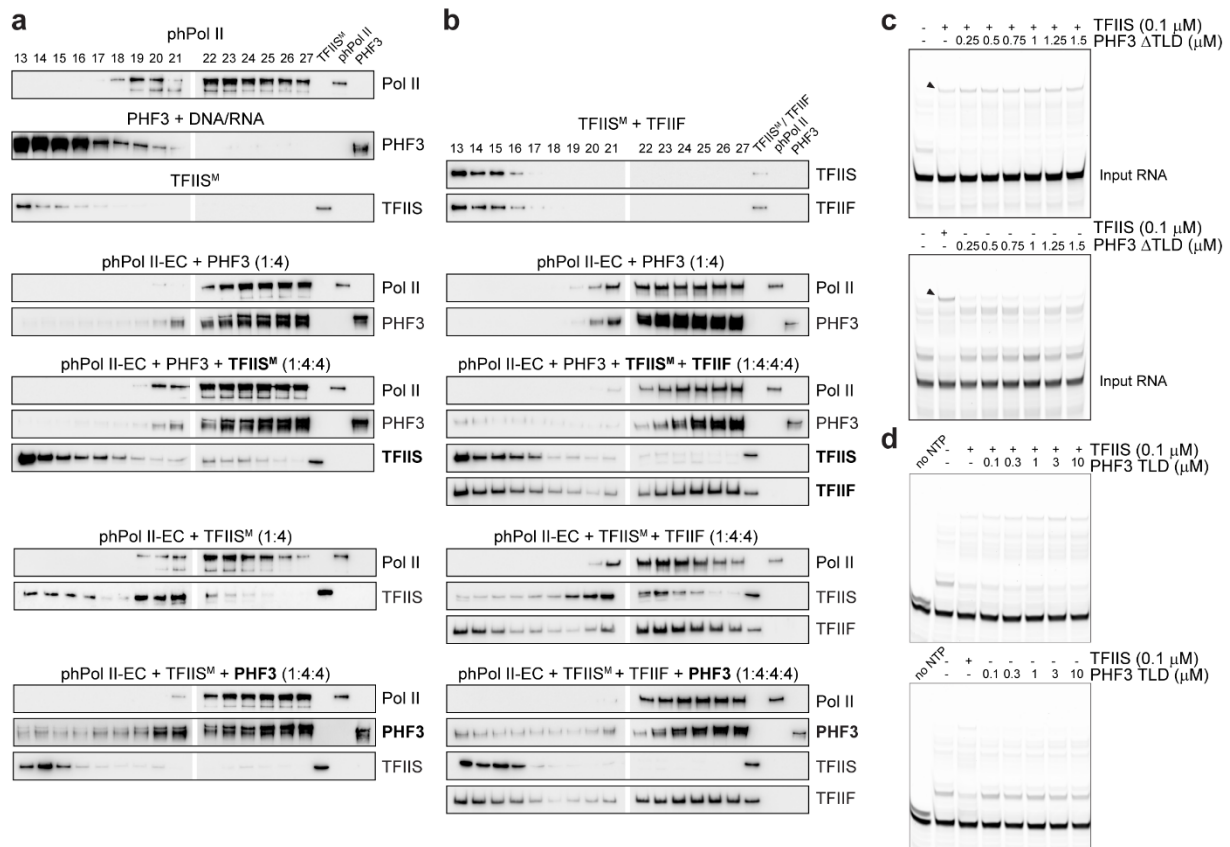 a
phPol II
13 14 15 16 17 18 19 20 21 22 23 24 25 26 27 TFIISᴹ phPol II PHF3
Pol II
PHF3 + DNA/RNA
PHF3
TFIISᴹ
TFIIS
phPol II-EC + PHF3 (1:4)
Pol II
PHF3
phPol II-EC + PHF3 + TFIISᴹ (1:4:4)
Pol II
PHF3
TFIIS
phPol II-EC + TFIISᴹ (1:4)
Pol II
TFIIS
phPol II-EC + TFIISᴹ + PHF3 (1:4:4)
Pol II
PHF3
TFIIS
b
TFIISᴹ + TFIIF
13 14 15 16 17 18 19 20 21 22 23 24 25 26 27 TFIISᴹ/ TFIIF phPol II PHF3
TFIIS
TFIIF
phPol II-EC + PHF3 (1:4)
Pol II
PHF3
phPol II-EC + PHF3 + TFIISᴹ + TFIIF (1:4:4:4)
Pol II
PHF3
TFIIS
TFIIF
phPol II-EC + TFIISᴹ + TFIIF (1:4:4)
Pol II
TFIIS
TFIIF
phPol II-EC + TFIISᴹ + TFIIF + PHF3 (1:4:4:4)
Pol II
PHF3
TFIIS
TFIIF
c
- + + + + + + + TFIIS (0.1 μM)
- - 0.25 0.5 0.75 1 1.25 1.5 PHF3 ΔTLD (μM)
Input RNA
- + - - - - - - TFIIS (0.1 μM)
- - 0.25 0.5 0.75 1 1.25 1.5 PHF3 ΔTLD (μM)
Input RNA
d
no NTP - + + + + + + TFIIS (0.1 μM)
- - 0.1 0.3 1 3 10 PHF3 TLD (μM)
no NTP - + - - - - - TFIIS (0.1 μM)
- - 0.1 0.3 1 3 10 PHF3 TLD (μM)